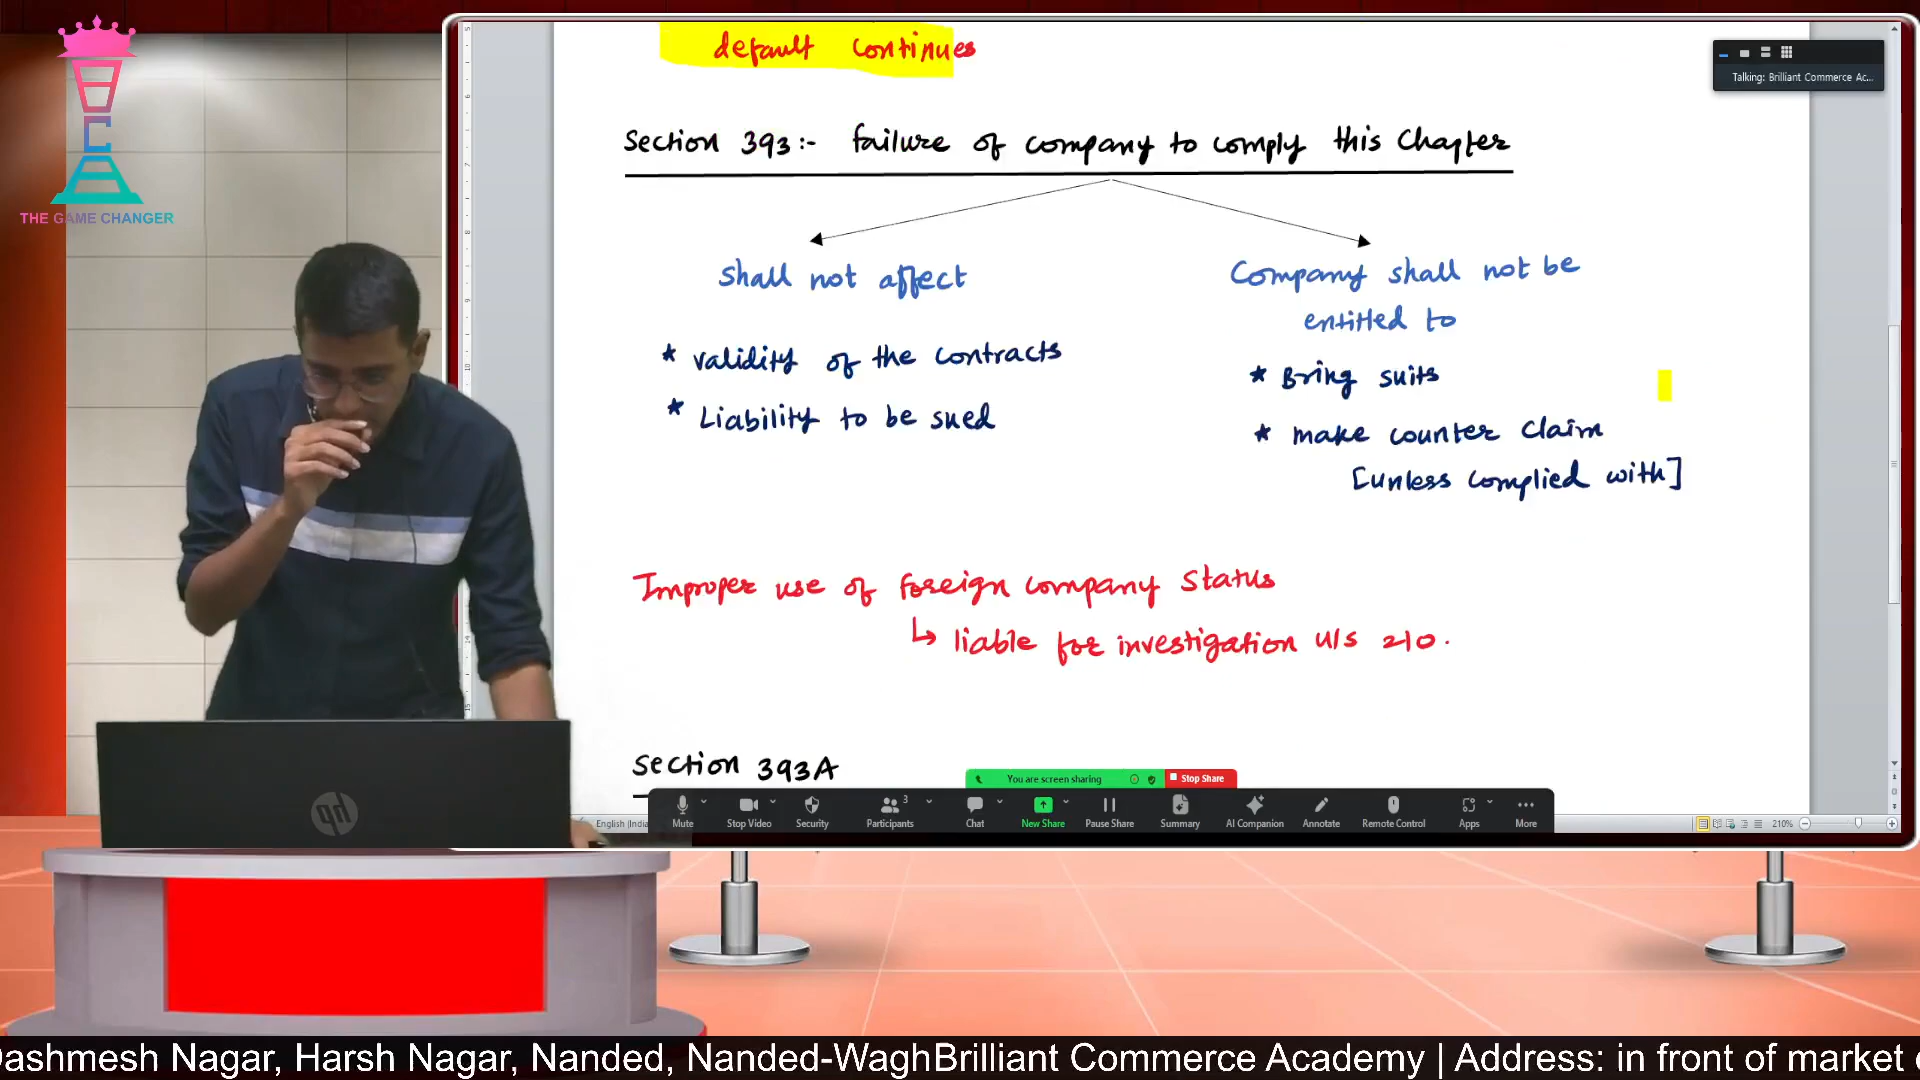 default continues
Talking: Brilliant Commerce Ac...
Section 393:- failure of company to comply this Chapter
THE GAME CHANGER
Shall not affect
Company shall not be
entitled to
* validity of the contracts
* Bring suits
* Liability to be sued
* make counter claim
[unless complied with]
Improper use of foreign company status
↳ liable for investigation u/s 210.
Section 393A
You are screen sharing
Stop Share
3
Mute
Stop Video
Security
Participants
Chat
New Share
Pause Share
Summary
AI Companion
Annotate
Remote Control
Apps
More
English (India
210%
hp
Dashmesh Nagar, Harsh Nagar, Nanded, Nanded-WaghBrilliant Commerce Academy | Address: in front of market